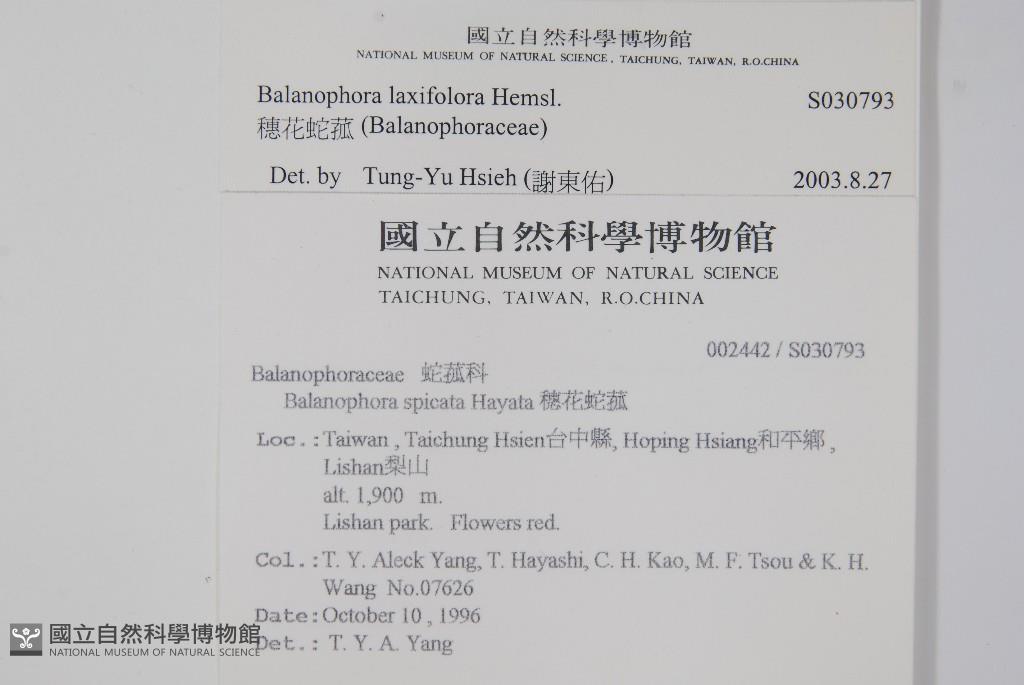 國立自然科學博物館
NATIONAL MUSEUM OF NATURAL SCIENCE, TAICHUNG, TAIWAN, R.O.CHINA
Balanophora laxifolora Hemsl. S030793
穗花蛇菰 (Balanophoraceae)
Det. by Tung-Yu Hsieh (謝東佑) 2003.8.27
國立自然科學博物館
NATIONAL MUSEUM OF NATURAL SCIENCE
TAICHUNG, TAIWAN, R.O.CHINA
002442 / S030793
Balanophoraceae 蛇菰科
Balanophora spicata Hayata 穗花蛇菰
Loc.: Taiwan , Taichung Hsien台中縣, Hoping Hsiang和平鄉 ,
Lishan梨山
alt. 1,900 m.
Lishan park. Flowers red.
Col.: T. Y. Aleck Yang, T. Hayashi, C. H. Kao, M. F. Tsou & K. H.
Wang No.07626
Date: October 10 , 1996
Det.: T. Y. A. Yang
國立自然科學博物館
NATIONAL MUSEUM OF NATURAL SCIENCE